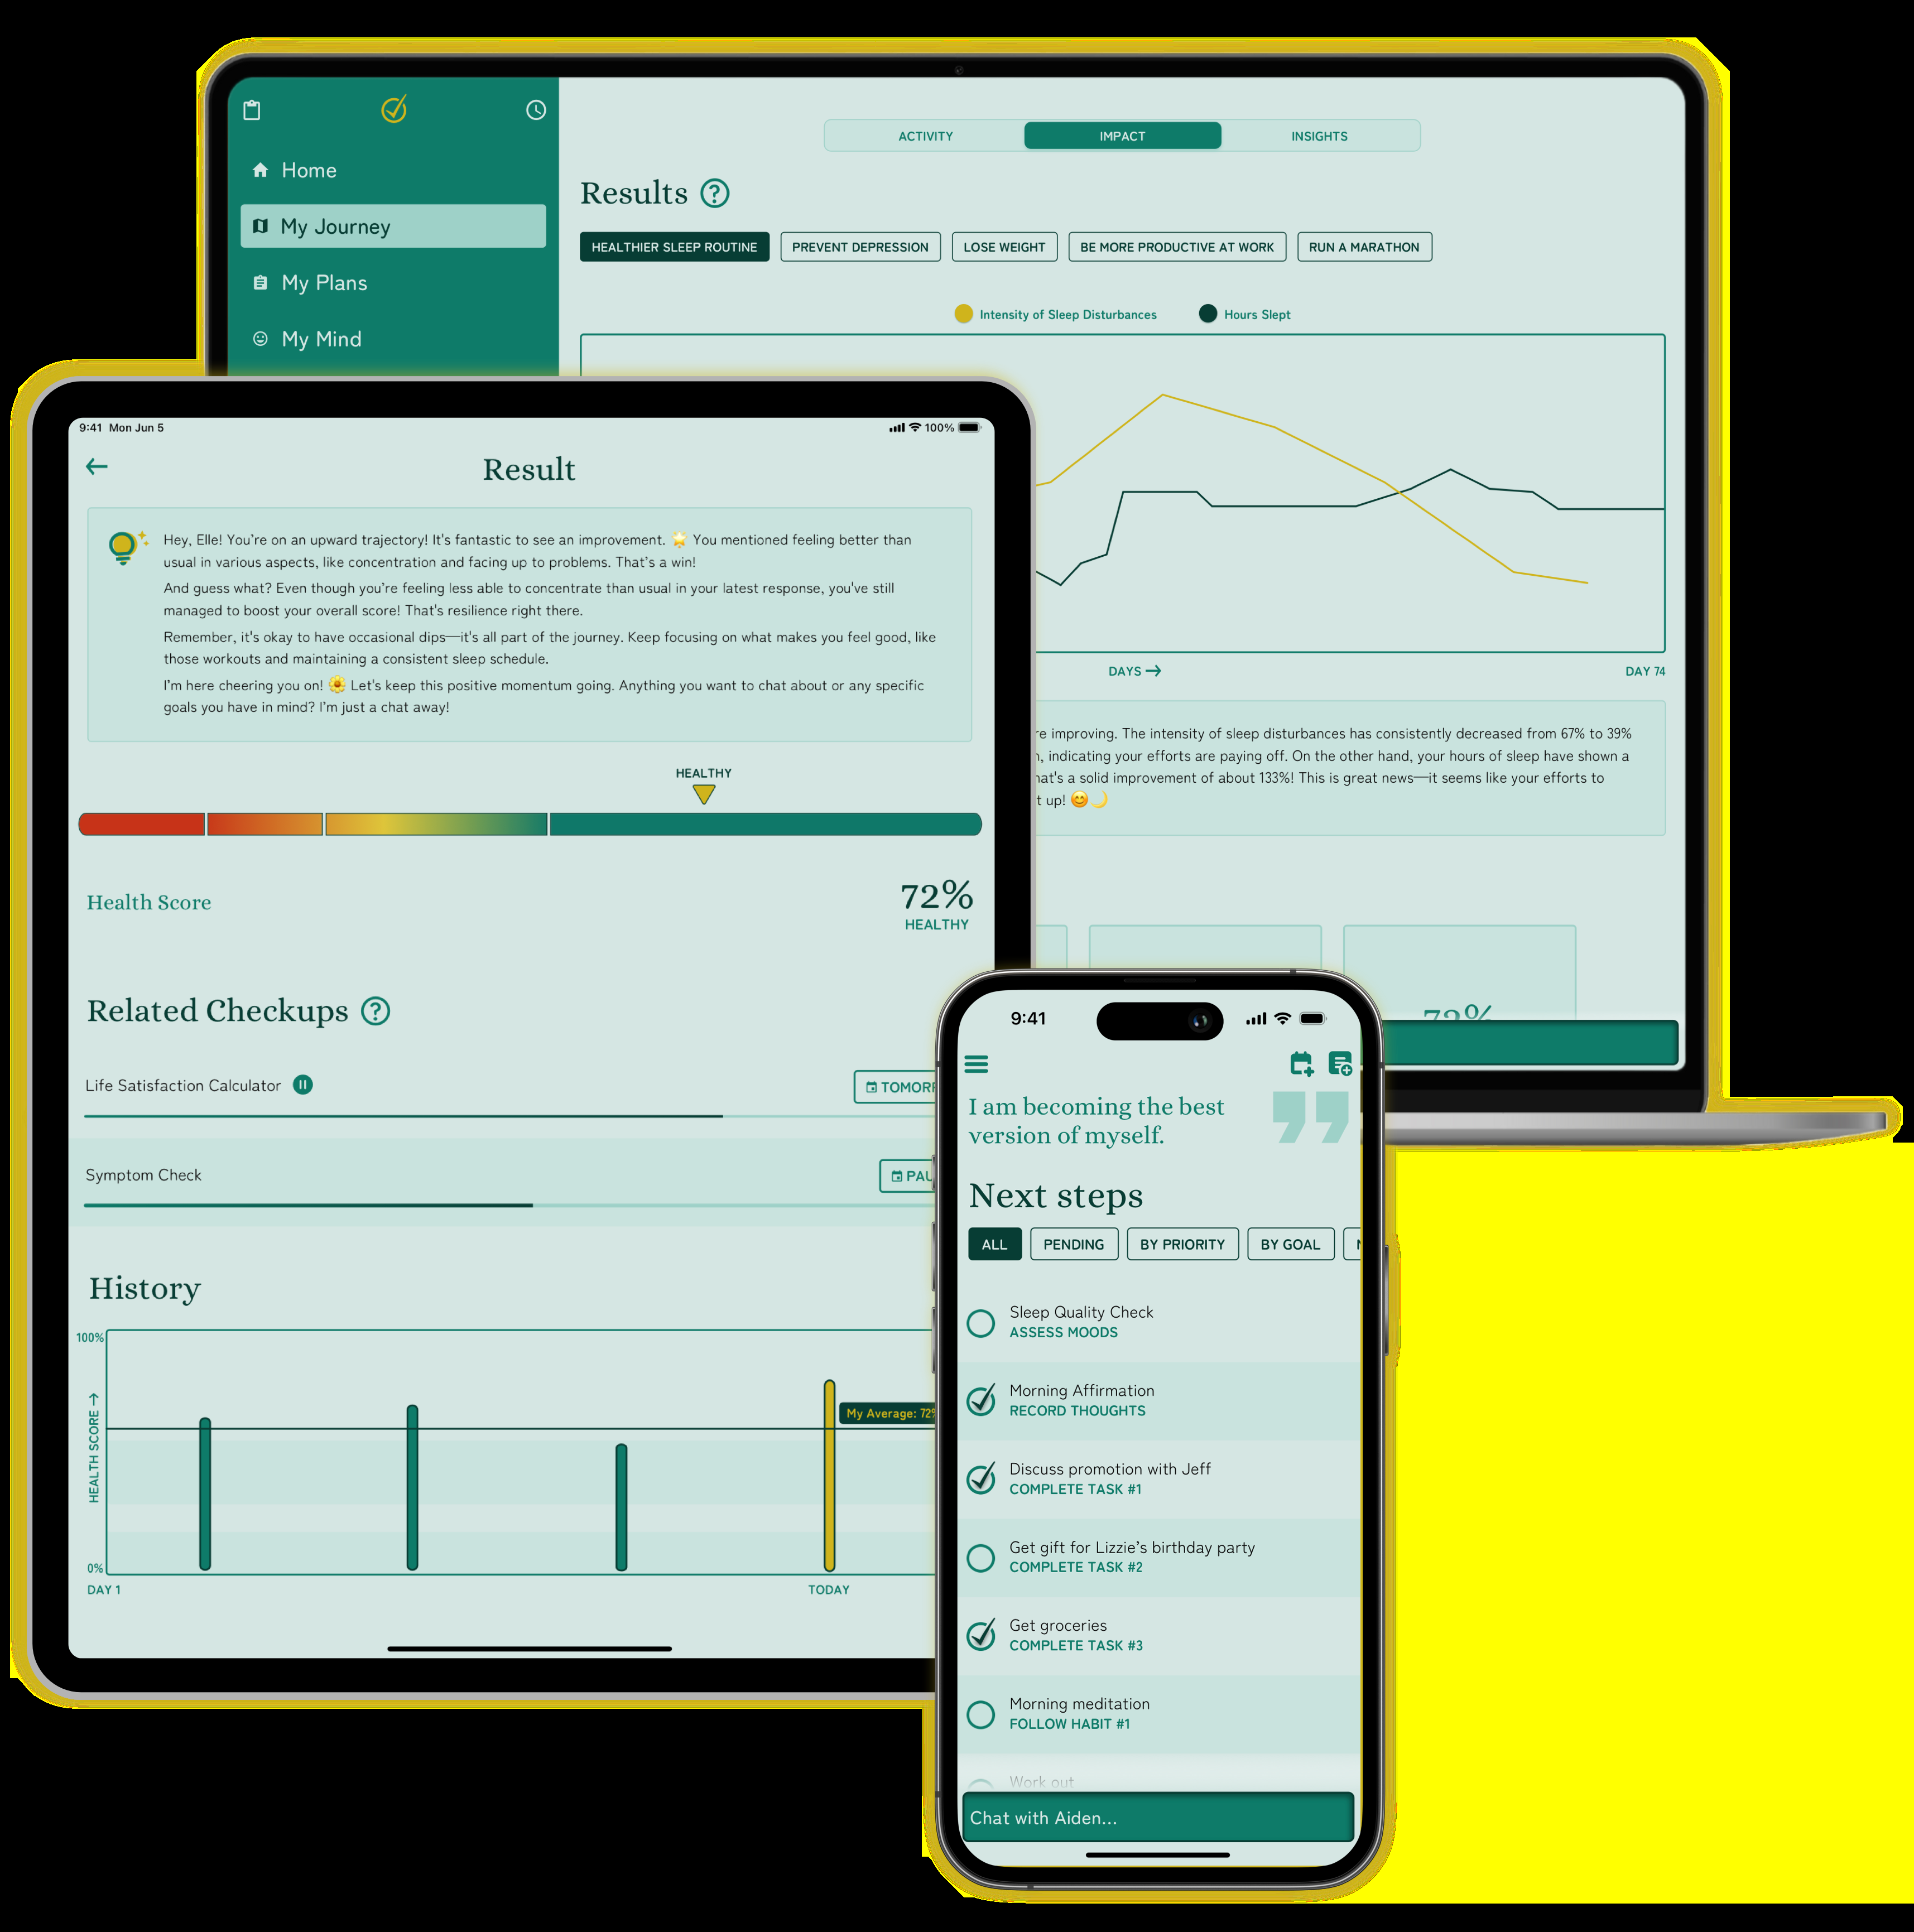 Home
My Journey
My Plans
My Mind
ACTIVITY
IMPACT
INSIGHTS
Results
HEALTHIER SLEEP ROUTINE
PREVENT DEPRESSION
LOSE WEIGHT
BE MORE PRODUCTIVE AT WORK
RUN A MARATHON
Intensity of Sleep Disturbances
Hours Slept
DAYS →
DAY 74
improving. The intensity of sleep disturbances has consistently decreased from 67% to 39%
indicating your efforts are paying off. On the other hand, your hours of sleep have shown a
a solid improvement of about 133%! This is great news—it seems like your efforts to
up! 😊🌙
72%
9:41 Mon Jun 5
100%
Result
Hey, Elle! You're on an upward trajectory! It's fantastic to see an improvement. 🌟 You mentioned feeling better than
usual in various aspects, like concentration and facing up to problems. That's a win!
And guess what? Even though you're feeling less able to concentrate than usual in your latest response, you've still
managed to boost your overall score! That's resilience right there.
Remember, it's okay to have occasional dips—it's all part of the journey. Keep focusing on what makes you feel good, like
those workouts and maintaining a consistent sleep schedule.
I'm here cheering you on! 🌼 Let's keep this positive momentum going. Anything you want to chat about or any specific
goals you have in mind? I'm just a chat away!
HEALTHY
Health Score
72%
HEALTHY
Related Checkups
Life Satisfaction Calculator
TOMOR
Symptom Check
PAU
History
100%
HEALTH SCORE →
0%
DAY 1
TODAY
My Average: 72%
9:41
I am becoming the best
version of myself.
Next steps
ALL
PENDING
BY PRIORITY
BY GOAL
Sleep Quality Check
ASSESS MOODS
Morning Affirmation
RECORD THOUGHTS
Discuss promotion with Jeff
COMPLETE TASK #1
Get gift for Lizzie's birthday party
COMPLETE TASK #2
Get groceries
COMPLETE TASK #3
Morning meditation
FOLLOW HABIT #1
Work out
Chat with Aiden...